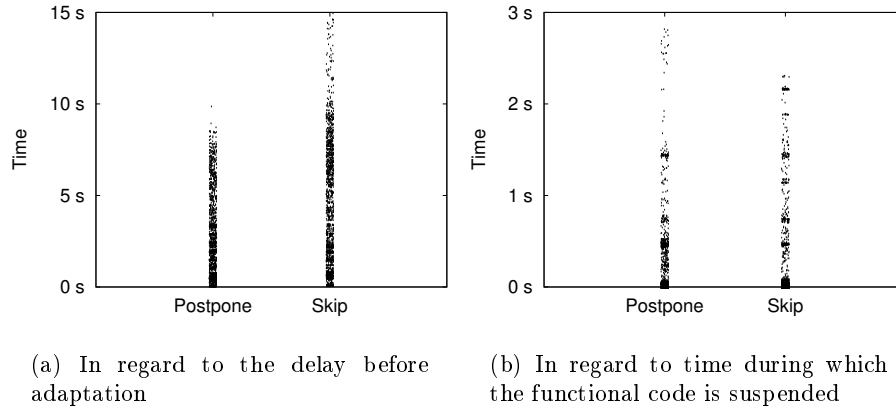 15 s
10 s
5 s
0 s
Time
Postpone
Skip
3 s
2 s
1 s
0 s
Time
Postpone
Skip
(a) In regard to the delay before
adaptation
(b) In regard to time during which
the functional code is suspended